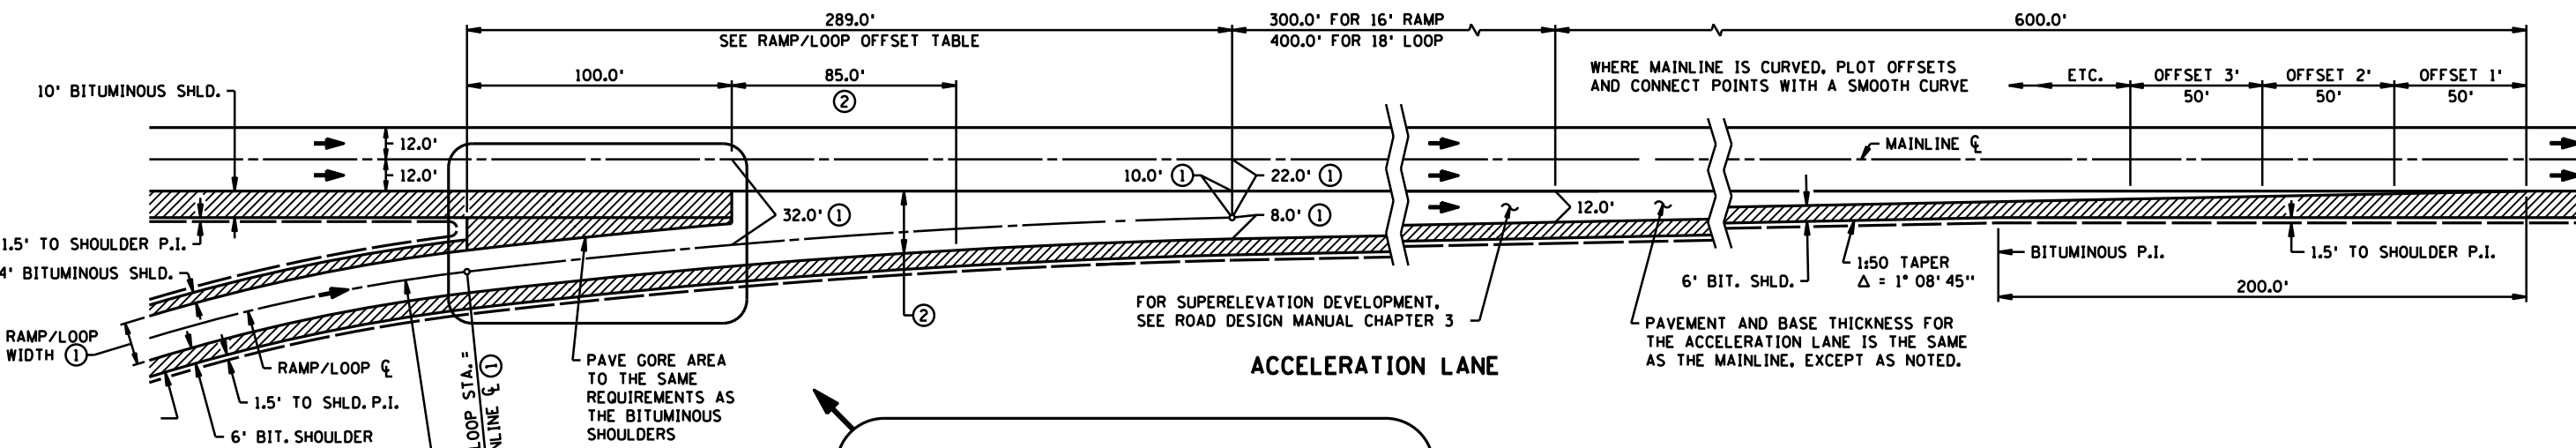 289.0'
SEE RAMP/LOOP OFFSET TABLE
300.0' FOR 16' RAMP
400.0' FOR 18' LOOP
600.0'
100.0'
85.0'
②
WHERE MAINLINE IS CURVED, PLOT OFFSETS
AND CONNECT POINTS WITH A SMOOTH CURVE
ETC.
OFFSET 3'
50'
OFFSET 2'
50'
OFFSET 1'
50'
10' BITUMINOUS SHLD.
12.0'
12.0'
MAINLINE ℄
10.0' ①
22.0' ①
32.0' ①
8.0' ①
12.0'
1.5' TO SHOULDER P.I.
4' BITUMINOUS SHLD.
②
BITUMINOUS P.I.
1.5' TO SHOULDER P.I.
6' BIT. SHLD.
1:50 TAPER
Δ = 1° 08' 45"
200.0'
FOR SUPERELEVATION DEVELOPMENT,
SEE ROAD DESIGN MANUAL CHAPTER 3
PAVEMENT AND BASE THICKNESS FOR
THE ACCELERATION LANE IS THE SAME
AS THE MAINLINE, EXCEPT AS NOTED.
RAMP/LOOP
WIDTH ①
RAMP/LOOP ℄
1.5' TO SHLD. P.I.
6' BIT. SHOULDER
PAVE GORE AREA
TO THE SAME
REQUIREMENTS AS
THE BITUMINOUS
SHOULDERS
ACCELERATION LANE
LOOP STA."
℄ ①